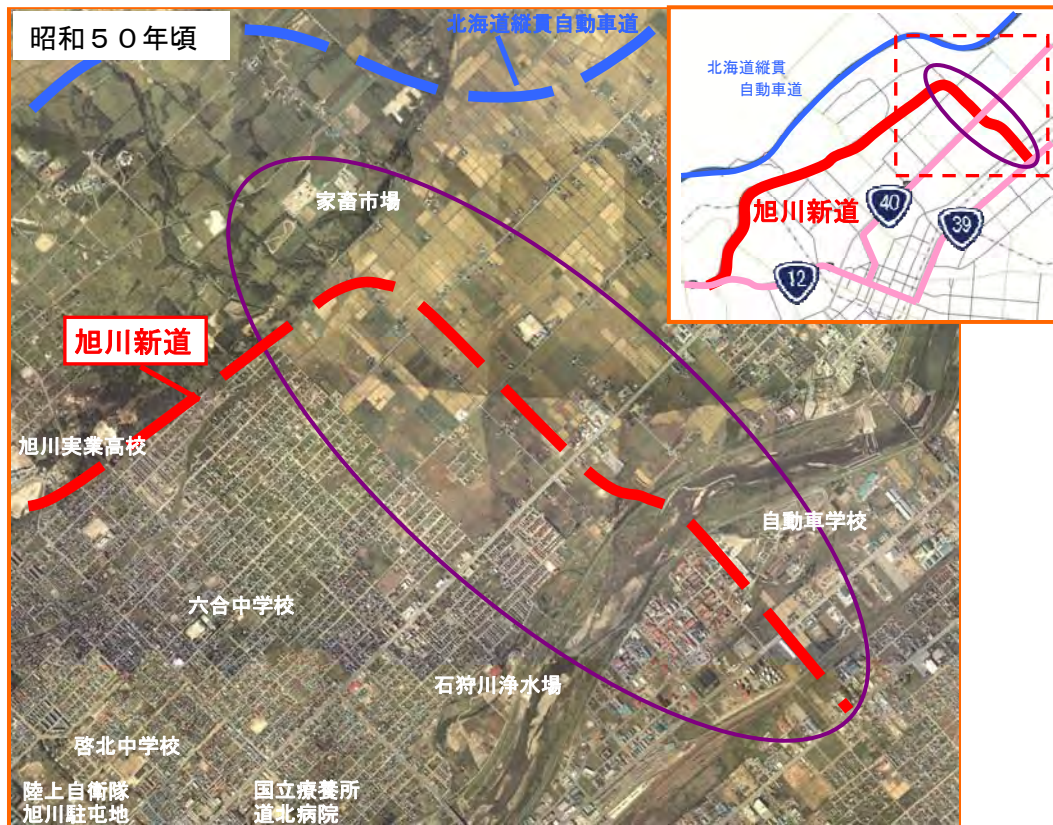 昭和５０年頃
北海道縦貫自動車道
北海道縦貫
自動車道
旭川新道
40
39
12
家畜市場
旭川新道
旭川実業高校
自動車学校
六合中学校
石狩川浄水場
啓北中学校
陸上自衛隊
旭川駐屯地
国立療養所
道北病院